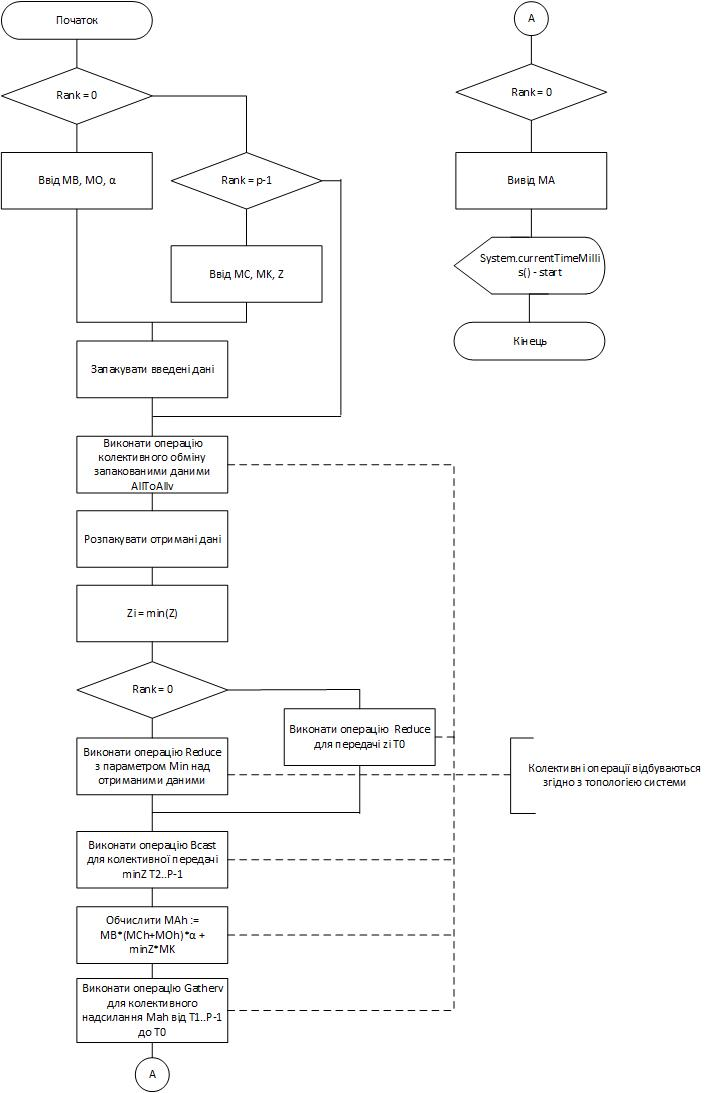 Початок
Rank = 0
Ввід MB, MO, α
Rank = p-1
Ввід MC, MK, Z
Запакувати введені дані
Виконати операцію
колективного обміну
запакованими даними
AllToAllv
Розпакувати отримані дані
Zi = min(Z)
Rank = 0
Виконати операцію Reduce
з параметром Min над
отриманими даними
Виконати операцію Reduce
для передачі zi T0
Колективні операції відбуваються
згідно з топологією системи
Виконати операцію Bcast
для колективної передачі
minZ T2..P-1
Обчислити MAh :=
MB*(MCh+MOh)*α +
minZ*MK
Виконати операцію Gatherv
для колективного
надсилання Mah від T1..P-1
до T0
A
A
Rank = 0
Вивід MA
System.currentTimeMilli
s() - start
Кінець